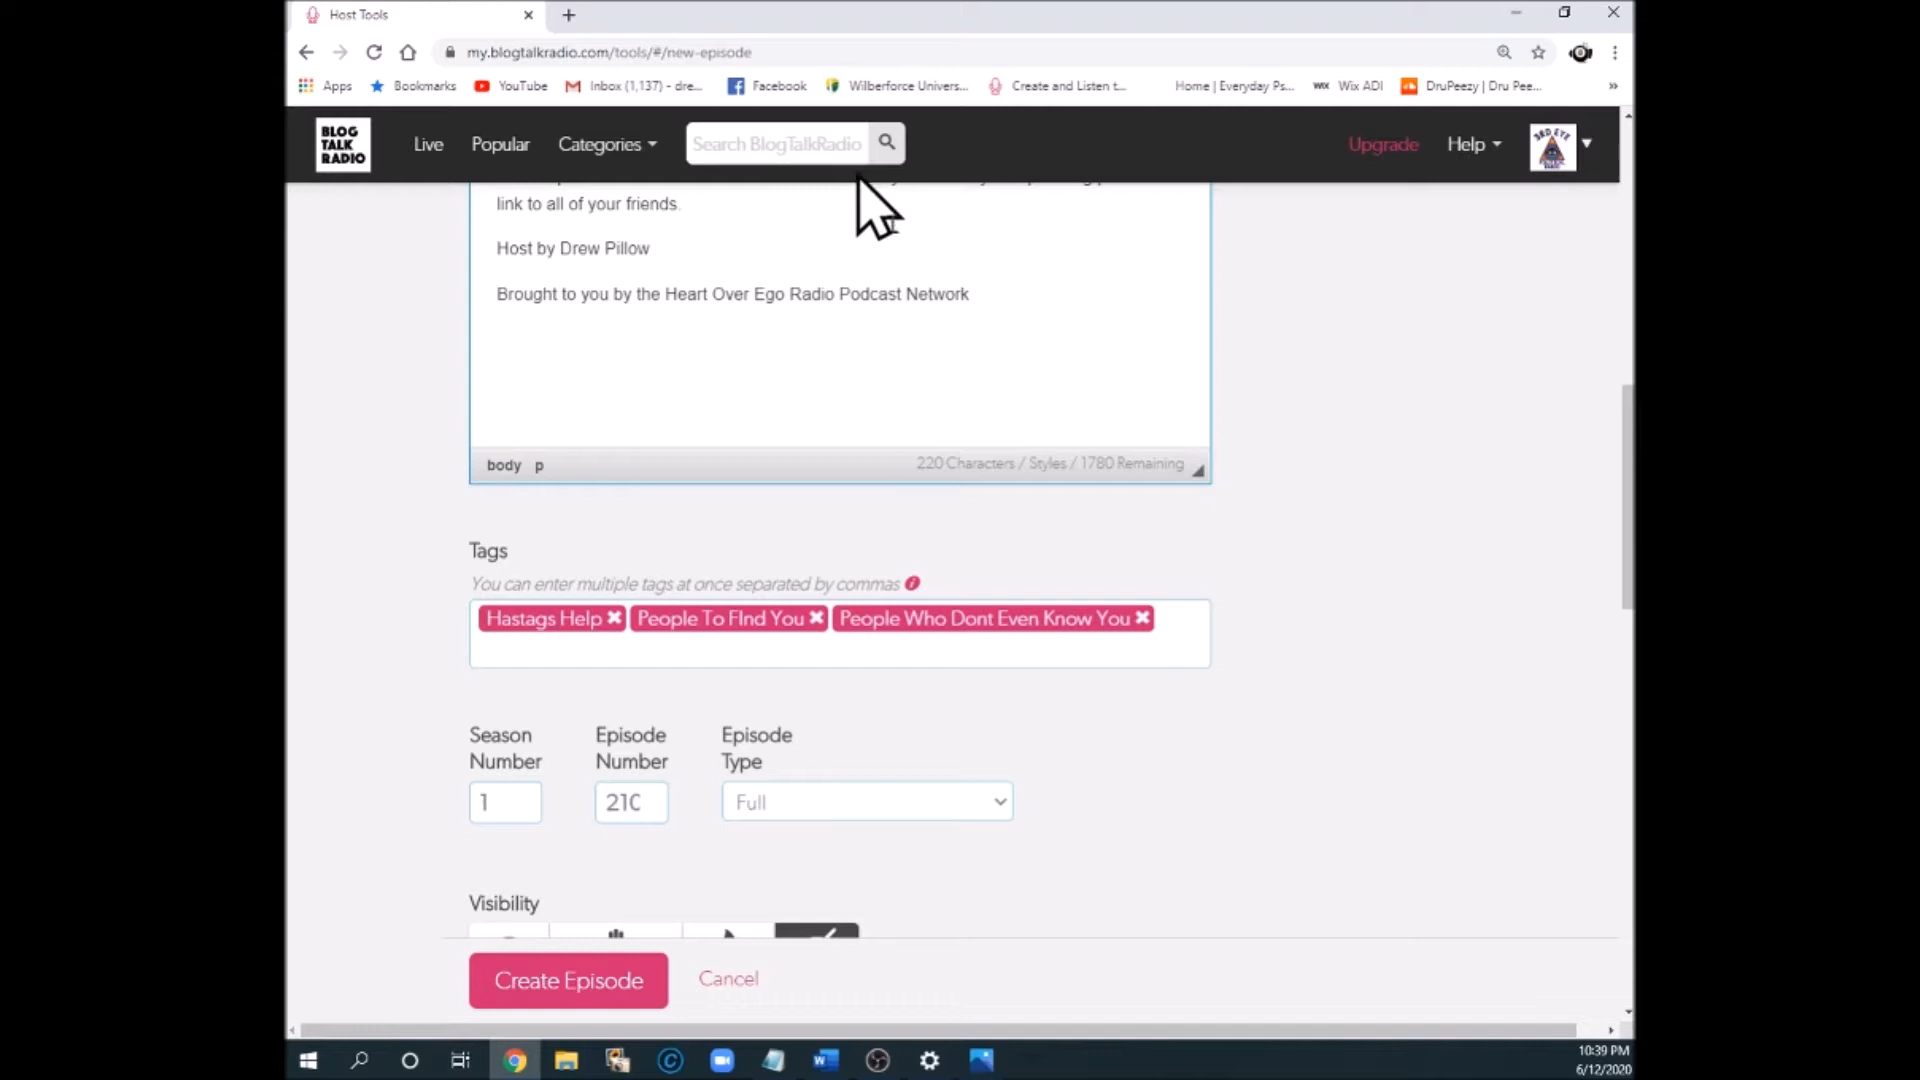 Host Tools
my.blogtalkradio.com/tools/#/new-episode
Apps Bookmarks YouTube Inbox (1,137) - dre... Facebook Wilberforce Univers... Create and Listen t... Home | Everyday Ps... WIX Wix ADI DruPeezy | Dru Pee... »
BLOG
TALK
RADIO
Live Popular Categories Search BlogTalkRadio Upgrade Help
3RD EYE
link to all of your friends.
Host by Drew Pillow
Brought to you by the Heart Over Ego Radio Podcast Network
body p 220 Characters / Styles / 1780 Remaining
Tags
You can enter multiple tags at once separated by commas
Hastags Help People To FInd You People Who Dont Even Know You
Season Number Episode Number Episode Type
1 210 Full
Visibility
Create Episode Cancel
10:39 PM
6/12/2020